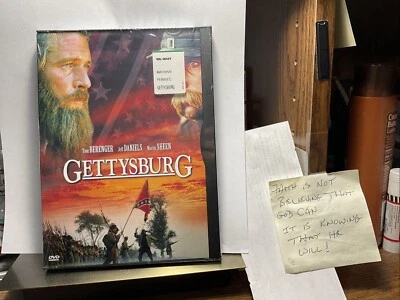 TOM BERENGER JEFF DANIELS MARTIN SHEEN
GETTYSBURG
DVD
FAITH IS NOT
BELIEVING THAT
GOD CAN
IT IS KNOWING
THAT HE
WILL!